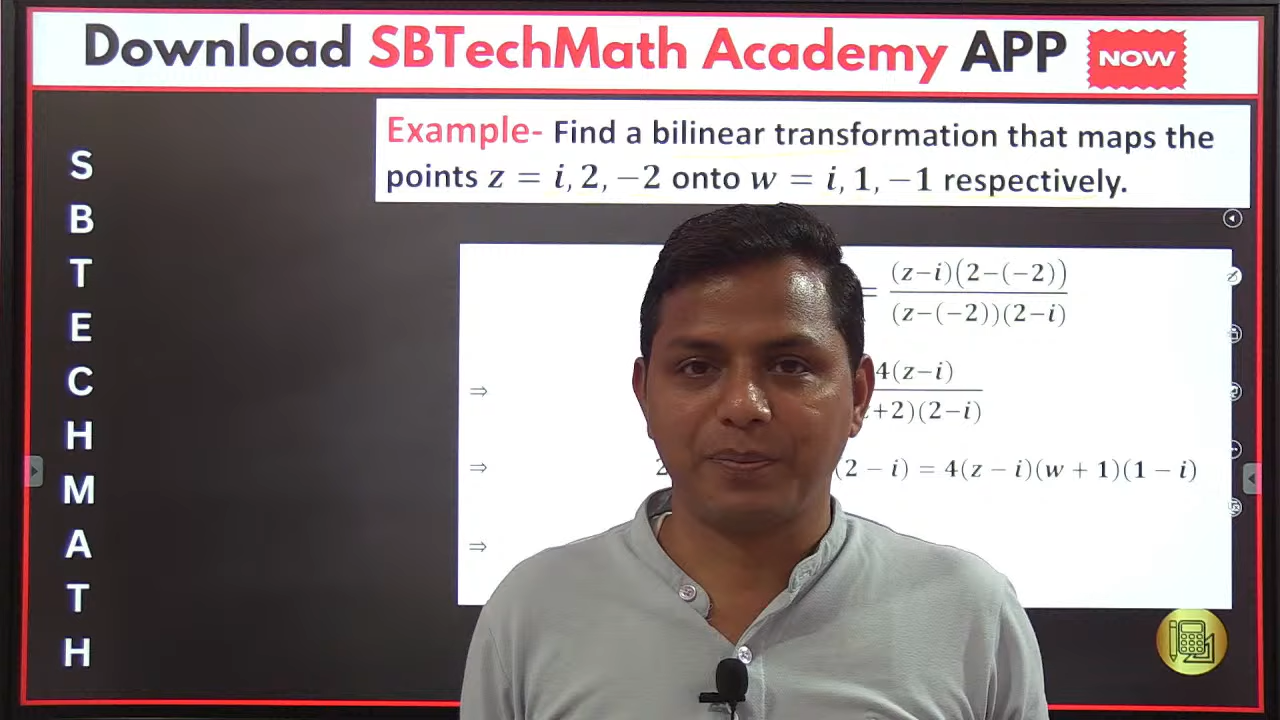 Download SBTechMath Academy APP NOW
Example- Find a bilinear transformation that maps the
points z = i, 2, −2 onto w = i, 1, −1 respectively.
S
B
T
E
C
H
M
A
T
H
= (z−i)(2−(−2)) / (z−(−2))(2−i)
⇒ 4(z−i) / +2)(2−i)
⇒ 2 (2 − i) = 4(z − i)(w + 1)(1 − i)
⇒